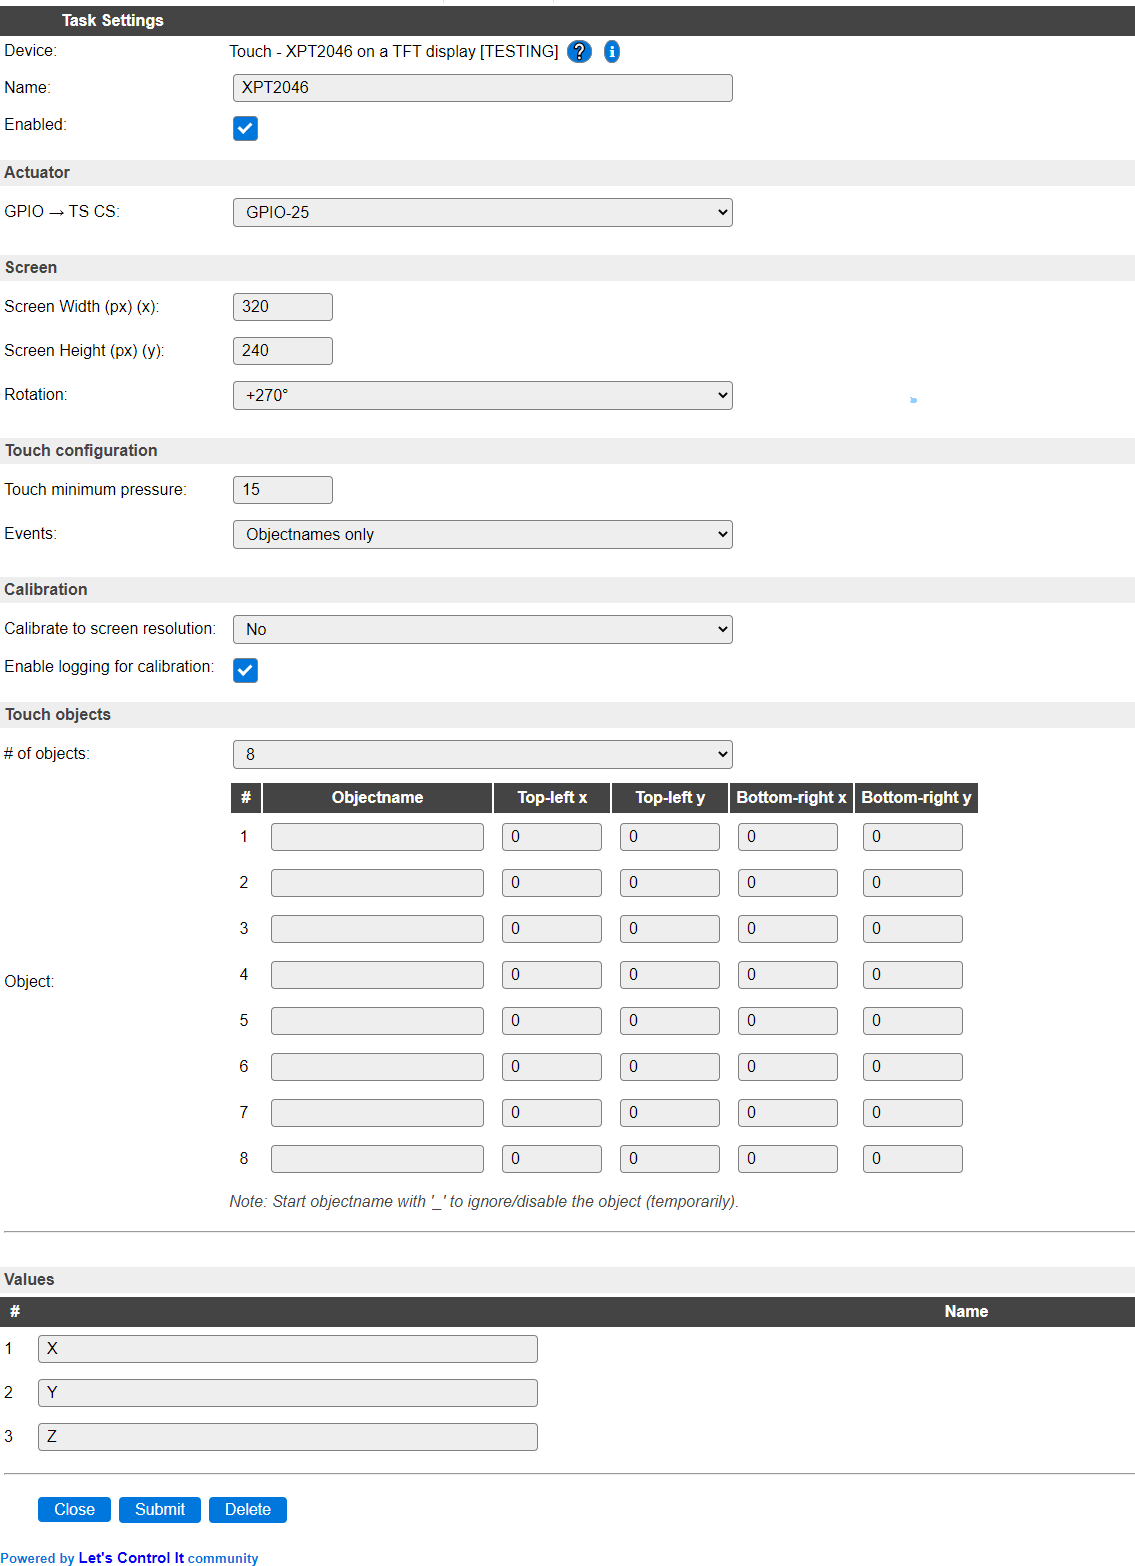 Task Settings
Device: Touch - XPT2046 on a TFT display [TESTING] ? i
Name: XPT2046
Enabled:
Actuator
GPIO → TS CS: GPIO-25
Screen
Screen Width (px) (x): 320
Screen Height (px) (y): 240
Rotation: +270°
Touch configuration
Touch minimum pressure: 15
Events: Objectnames only
Calibration
Calibrate to screen resolution: No
Enable logging for calibration:
Touch objects
# of objects: 8
# Objectname Top-left x Top-left y Bottom-right x Bottom-right y
1 0 0 0 0
2 0 0 0 0
3 0 0 0 0
4 0 0 0 0
Object:
5 0 0 0 0
6 0 0 0 0
7 0 0 0 0
8 0 0 0 0
Note: Start objectname with '_' to ignore/disable the object (temporarily).
Values
# Name
1 X
2 Y
3 Z
Close Submit Delete
Powered by Let's Control It community